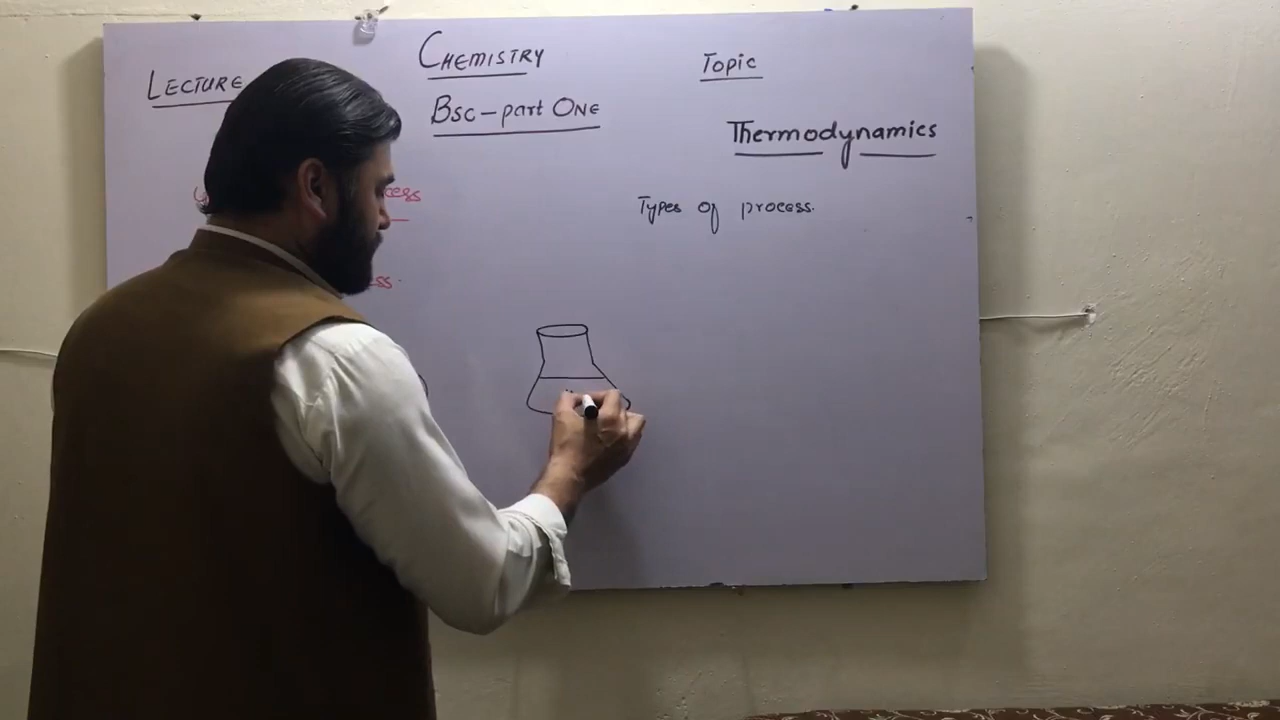 LECTURE
CHEMISTRY
Bsc-part ONE
Topic
Thermodynamics
Types of process.